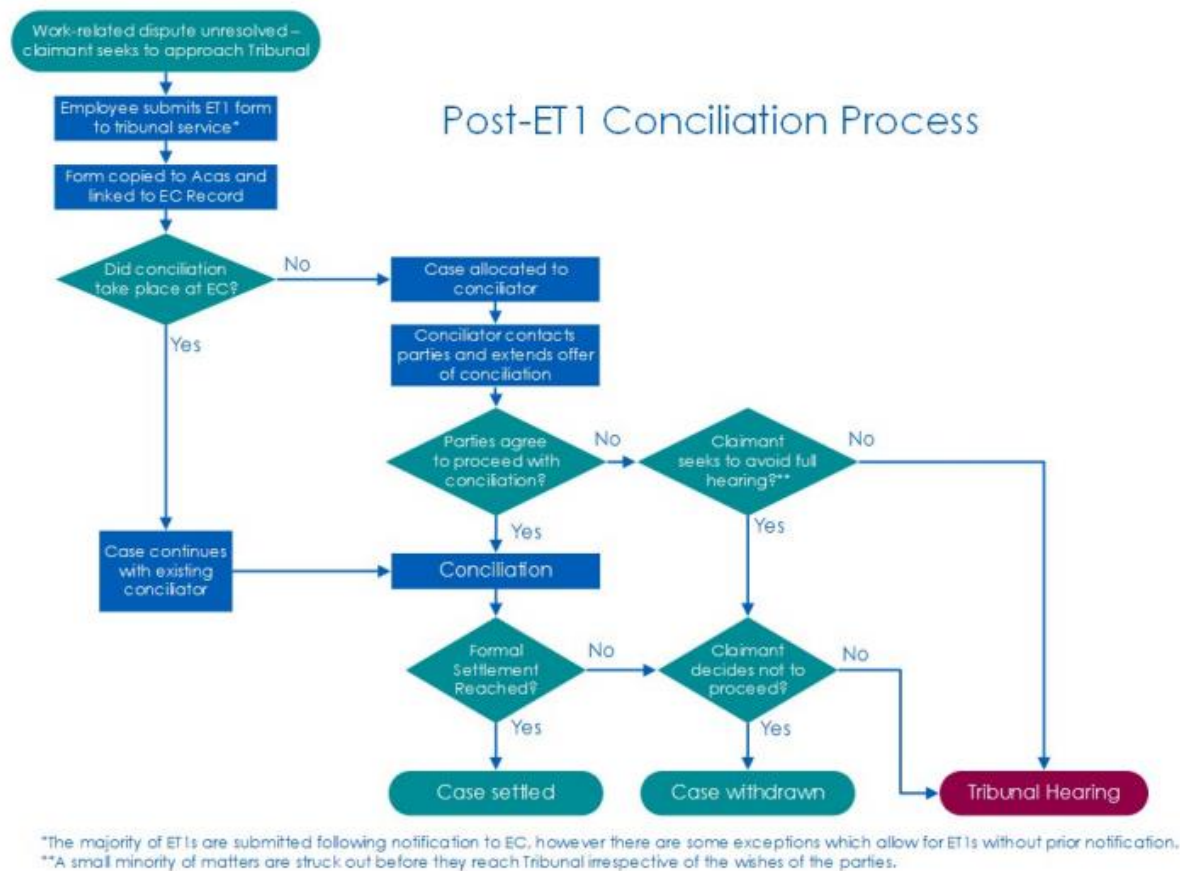 Work-related dispute unresolved –
claimant seeks to approach Tribunal
Employee submits ET1 form
to tribunal service*
Post-ET1 Conciliation Process
Form copied to Acas and
linked to EC Record
Did conciliation
take place at EC?
No
Case allocated to
conciliator
Yes
Conciliator contacts
parties and extends offer
of conciliation
Parties agree
to proceed with
conciliation?
No
Claimant
seeks to avoid full
hearing?**
No
Yes
Yes
Case continues
with existing
conciliator
Conciliation
Formal
Settlement
Reached?
No
Claimant
decides not to
proceed?
No
Yes
Yes
Case settled
Case withdrawn
Tribunal Hearing
*The majority of ET1s are submitted following notification to EC, however there are some exceptions which allow for ET1s without prior notification.
**A small minority of matters are struck out before they reach Tribunal irrespective of the wishes of the parties.